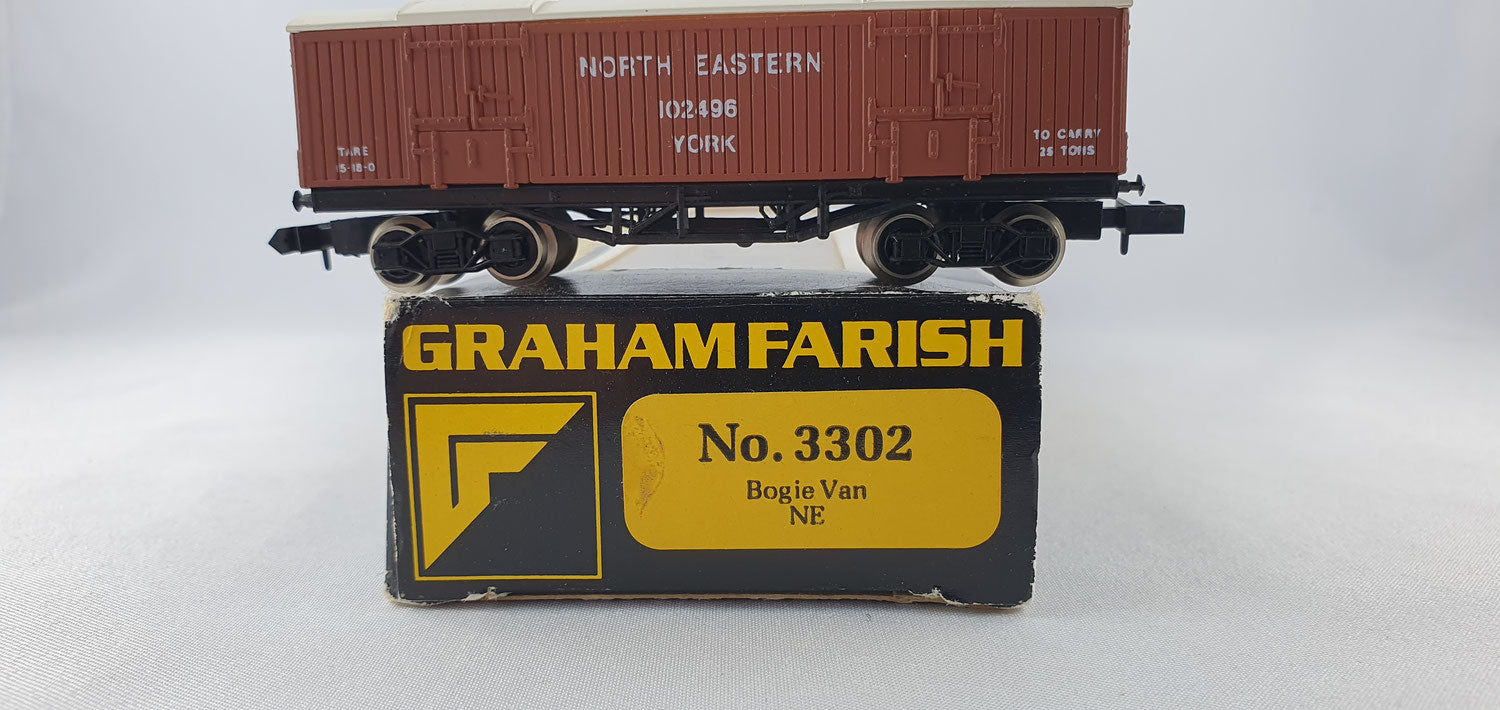 NORTH EASTERN
102496
YORK
TARE
15-18-0
TO CARRY
25 TONS
GRAHAM FARISH
No. 3302
Bogie Van
NE